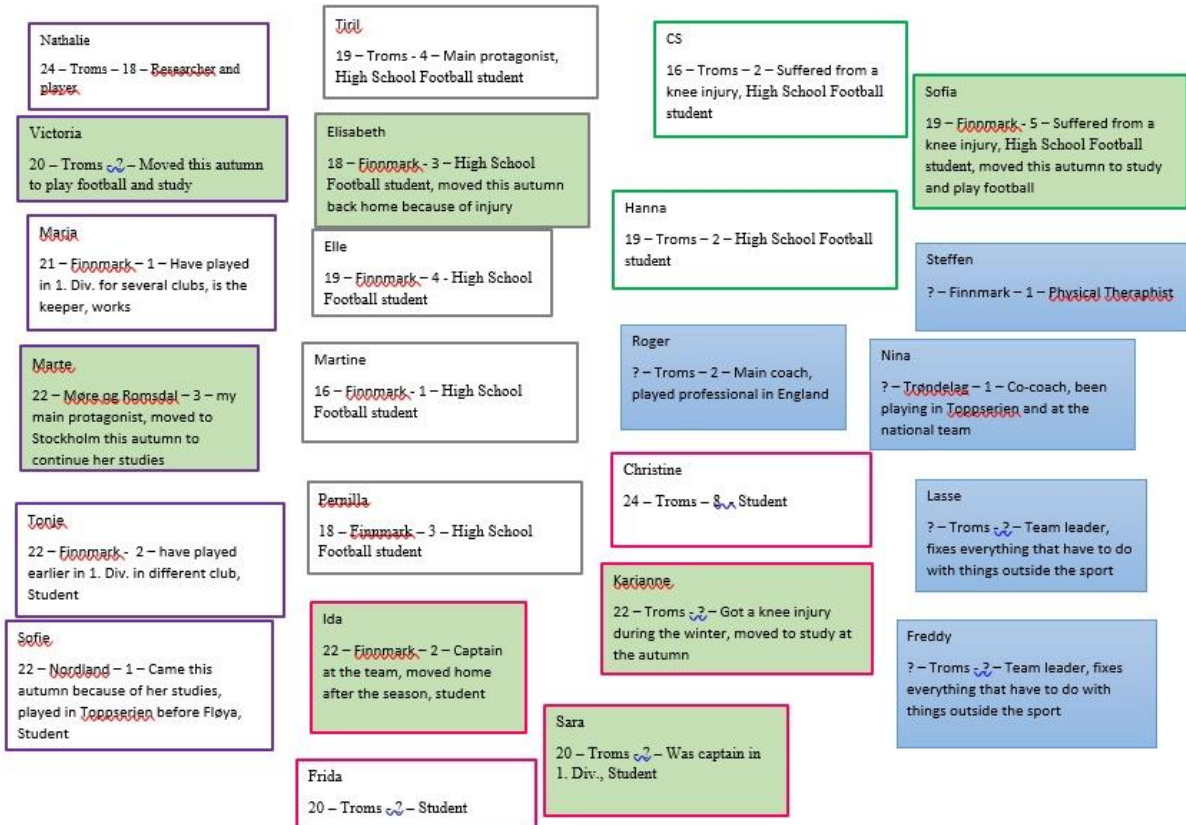 Nathalie
24 – Troms – 18 – Researcher and
player
Victoria
20 – Troms -? – Moved this autumn
to play football and study
Marja
21 – Finnmark – 1 – Have played
in 1. Div. for several clubs, is the
keeper, works
Marte
22 – Møre og Romsdal – 3 – my
main protagonist, moved to
Stockholm this autumn to
continue her studies
Tonje
22 – Finnmark - 2 – have played
earlier in 1. Div. in different club,
Student
Sofie
22 – Nordland – 1 – Came this
autumn because of her studies,
played in Toppserien before Fløya,
Student
Tiril
19 – Troms - 4 – Main protagonist,
High School Football student
Elisabeth
18 – Finnmark - 3 – High School
Football student, moved this autumn
back home because of injury
Elle
19 – Finnmark – 4 - High School
Football student
Martine
16 – Finnmark - 1 – High School
Football student
Pernilla
18 – Finnmark – 3 – High School
Football student
Ida
22 – Finnmark – 2 – Captain
at the team, moved home
after the season, student
Frida
20 – Troms -? – Student
CS
16 – Troms – 2 – Suffered from a
knee injury, High School Football
student
Hanna
19 – Troms – 2 – High School Football
student
Roger
? – Troms – 2 – Main coach,
played professional in England
Christine
24 – Troms – 8 - Student
Karianne
22 – Troms -? – Got a knee injury
during the winter, moved to study at
the autumn
Sara
20 – Troms -? – Was captain in
1. Div., Student
Sofia
19 – Finnmark - 5 – Suffered from a
knee injury, High School Football
student, moved this autumn to study
and play football
Steffen
? – Finnmark – 1 – Physical Theraphist
Nina
? – Trøndelag – 1 – Co-coach, been
playing in Toppserien and at the
national team
Lasse
? – Troms -? – Team leader,
fixes everything that have to do
with things outside the sport
Freddy
? – Troms -? – Team leader, fixes
everything that have to do with
things outside the sport